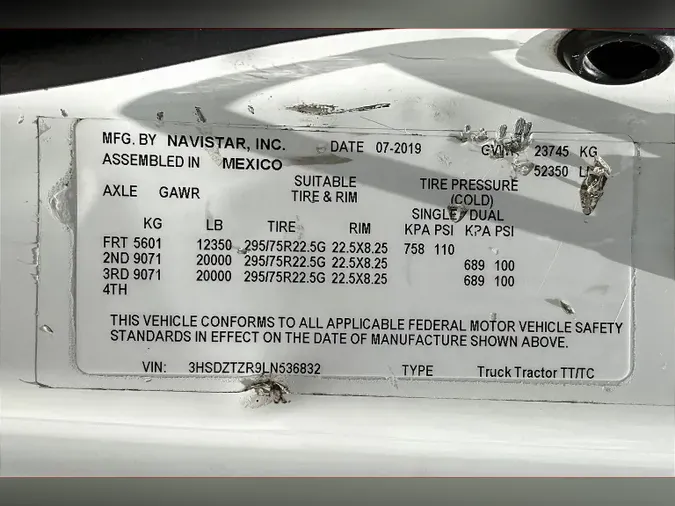 MFG. BY NAVISTAR, INC. DATE 07-2019 GVWR 23745 KG
ASSEMBLED IN MEXICO 52350
AXLE GAWR SUITABLE TIRE & RIM TIRE PRESSURE (COLD)
SINGLE DUAL
KG LB TIRE RIM KPA PSI KPA PSI
FRT 5601 12350 295/75R22.5G 22.5X8.25 758 110
2ND 9071 20000 295/75R22.5G 22.5X8.25 689 100
3RD 9071 20000 295/75R22.5G 22.5X8.25 689 100
4TH
THIS VEHICLE CONFORMS TO ALL APPLICABLE FEDERAL MOTOR VEHICLE SAFETY
STANDARDS IN EFFECT ON THE DATE OF MANUFACTURE SHOWN ABOVE.
VIN: 3HSDZTZR9LN536832 TYPE Truck Tractor TT/TC